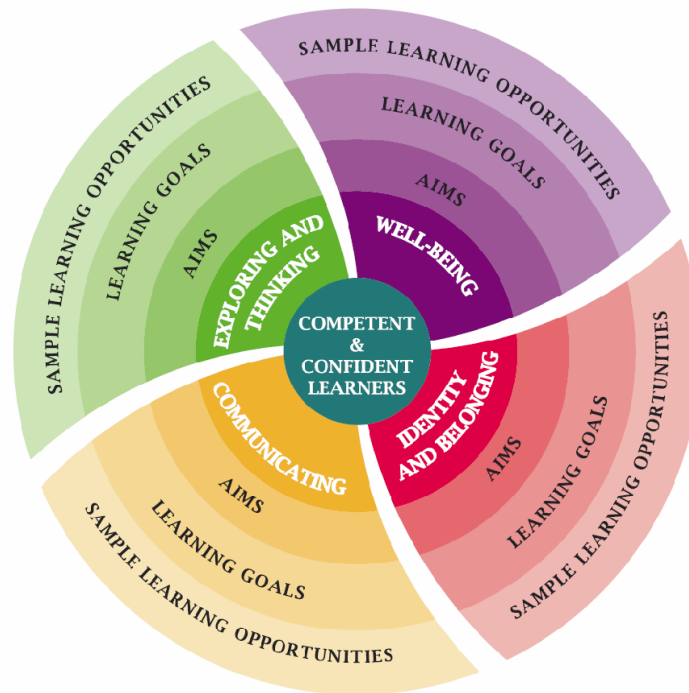 COMPETENT
&
CONFIDENT
LEARNERS
WELL-BEING
AIMS
LEARNING GOALS
SAMPLE LEARNING OPPORTUNITIES
IDENTITY
AND BELONGING
AIMS
LEARNING GOALS
SAMPLE LEARNING OPPORTUNITIES
COMMUNICATING
AIMS
LEARNING GOALS
SAMPLE LEARNING OPPORTUNITIES
EXPLORING AND
THINKING
AIMS
LEARNING GOALS
SAMPLE LEARNING OPPORTUNITIES